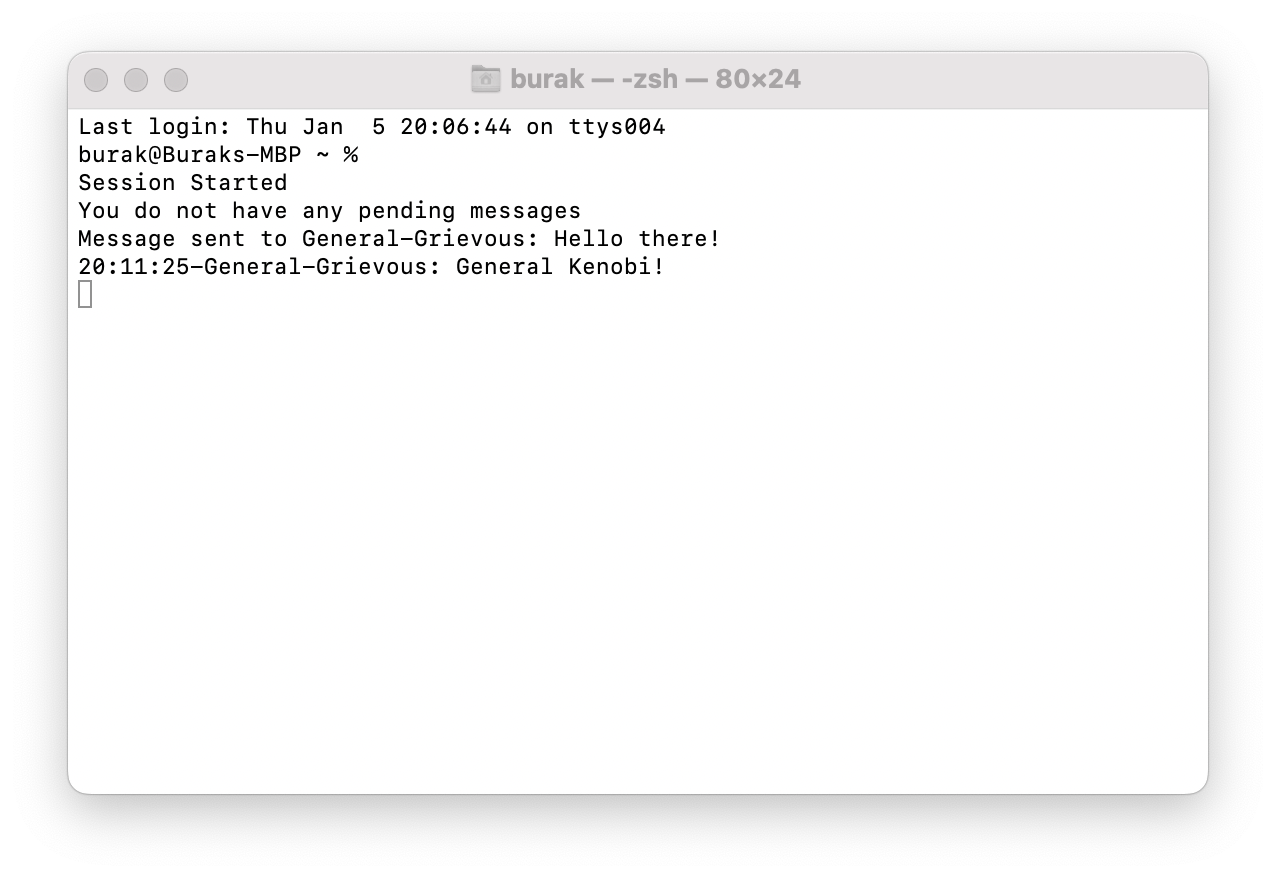 burak — -zsh — 80×24
Last login: Thu Jan  5 20:06:44 on ttys004
burak@Buraks-MBP ~ %
Session Started
You do not have any pending messages
Message sent to General-Grievous: Hello there!
20:11:25-General-Grievous: General Kenobi!